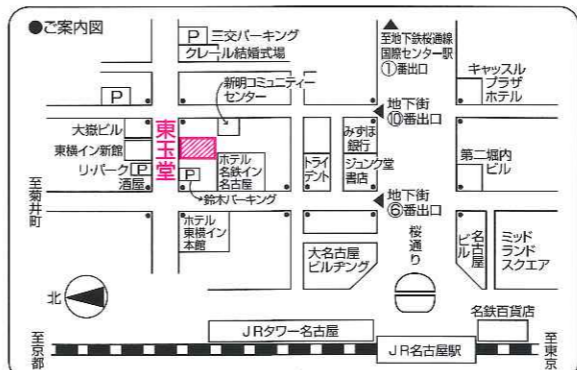 ●ご案内図
P
三交パーキング
クレール結婚式場
至地下鉄桜通線
国際センター駅
①番出口
キャッスル
プラザ
ホテル
P
新明コミュニティー
センター
地下街
⑩番出口
大嶽ビル
東横イン新館
リ・パーク P
酒屋
東玉堂
P
鈴木パーキング
ホテル
名鉄イン
名古屋
トライデント
みずほ
銀行
ジュンク堂
書店
第二堀内
ビル
地下街
⑥番出口
至菊井町
ホテル
東横イン
本館
大名古屋
ビルヂング
桜通り
名古屋
ビル
ミッド
ランド
スクエア
北
名鉄百貨店
JRタワー名古屋
JR名古屋駅
至京都
至東京